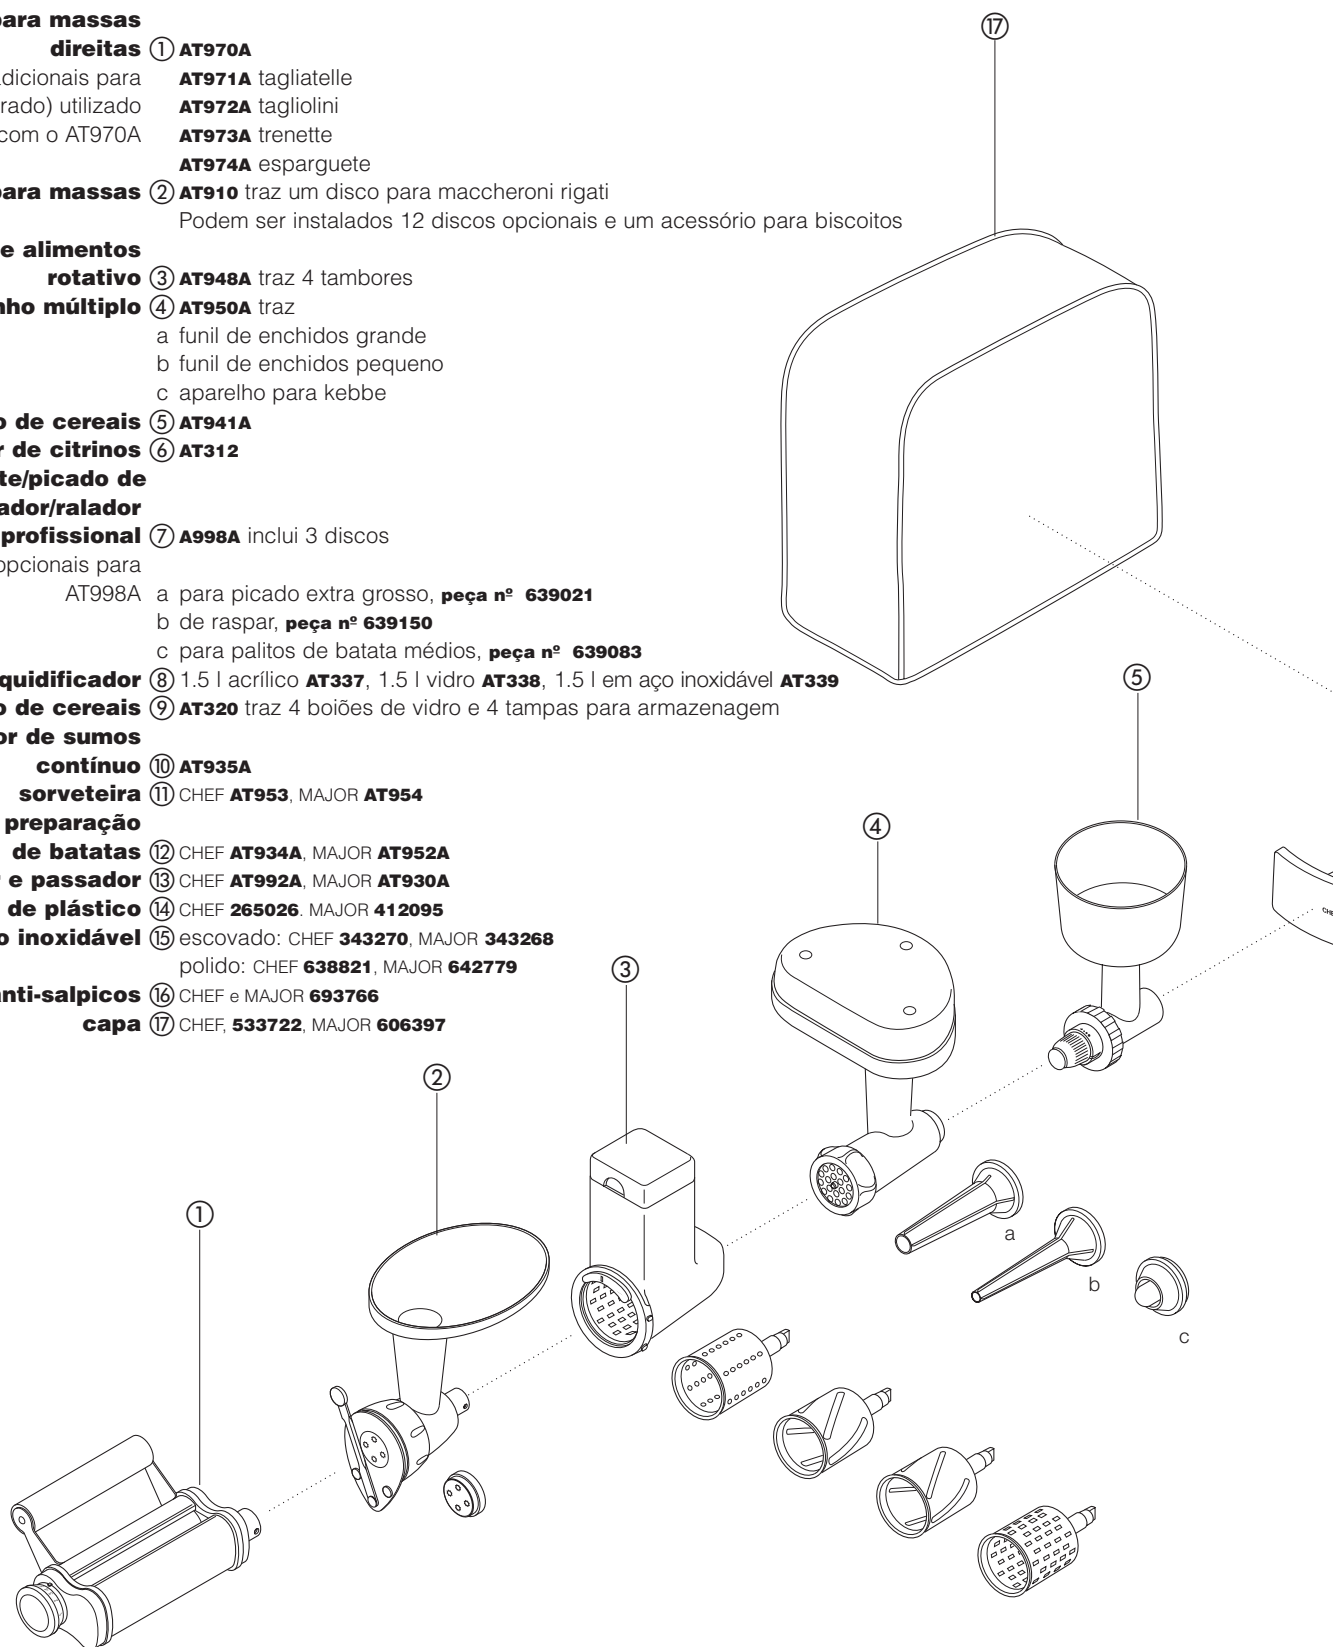 para massas
direitas ① AT970A
dicionais para AT971A tagliatelle
rado) utilizado AT972A tagliolini
com o AT970A AT973A trenette
AT974A esparguete
para massas ② AT910 traz um disco para maccheroni rigati
Podem ser instalados 12 discos opcionais e um acessório para biscoitos
e alimentos
rotativo ③ AT948A traz 4 tambores
nho múltiplo ④ AT950A traz
a funil de enchidos grande
b funil de enchidos pequeno
c aparelho para kebbe
o de cereais ⑤ AT941A
r de citrinos ⑥ AT312
te/picado de
ador/ralador
profissional ⑦ A998A inclui 3 discos
opcionais para
AT998A a para picado extra grosso, peça nº 639021
b de raspar, peça nº 639150
c para palitos de batata médios, peça nº 639083
quidificador ⑧ 1.5 l acrílico AT337, 1.5 l vidro AT338, 1.5 l em aço inoxidável AT339
o de cereais ⑨ AT320 traz 4 boiões de vidro e 4 tampas para armazenagem
or de sumos
contínuo ⑩ AT935A
sorveteira ⑪ CHEF AT953, MAJOR AT954
preparação
de batatas ⑫ CHEF AT934A, MAJOR AT952A
r e passador ⑬ CHEF AT992A, MAJOR AT930A
de plástico ⑭ CHEF 265026. MAJOR 412095
o inoxidável ⑮ escovado: CHEF 343270, MAJOR 343268
polido: CHEF 638821, MAJOR 642779
anti-salpicos ⑯ CHEF e MAJOR 693766
capa ⑰ CHEF, 533722, MAJOR 606397
⑰
⑤
④
CHE
③
②
①
a
b
c